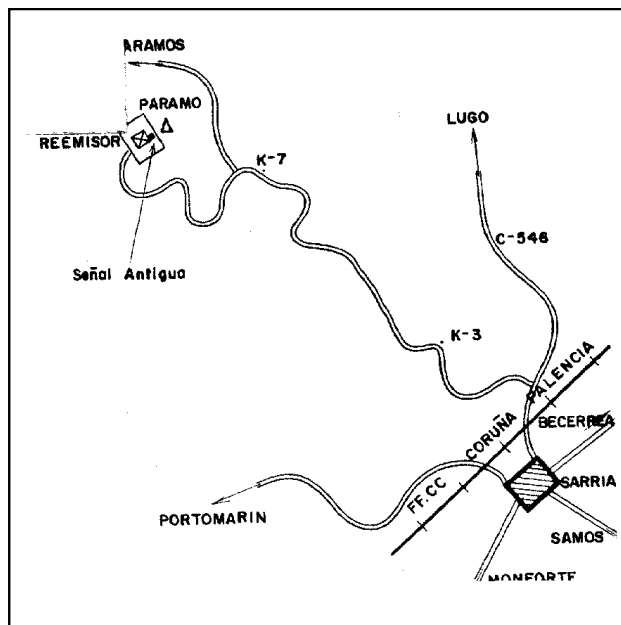 ARAMOS
PARAMO
REEMISOR
LUGO
K-7
C-546
Señal Antigua
K-3
FF.CC CORUÑA PALENCIA
BECERREA
SARRIA
PORTOMARIN
SAMOS
MONFORTE